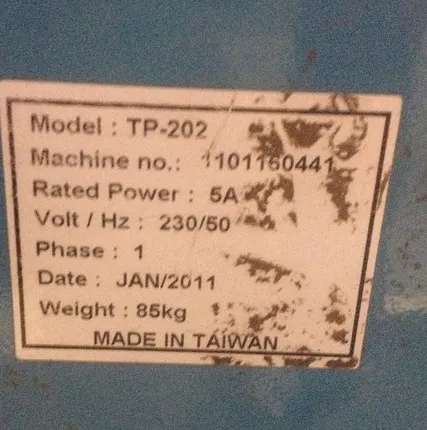 Model : TP-202
Machine no.: 1101160441
Rated Power : 5A
Volt / Hz : 230/50
Phase : 1
Date : JAN/2011
Weight : 85kg
MADE IN TAIWAN